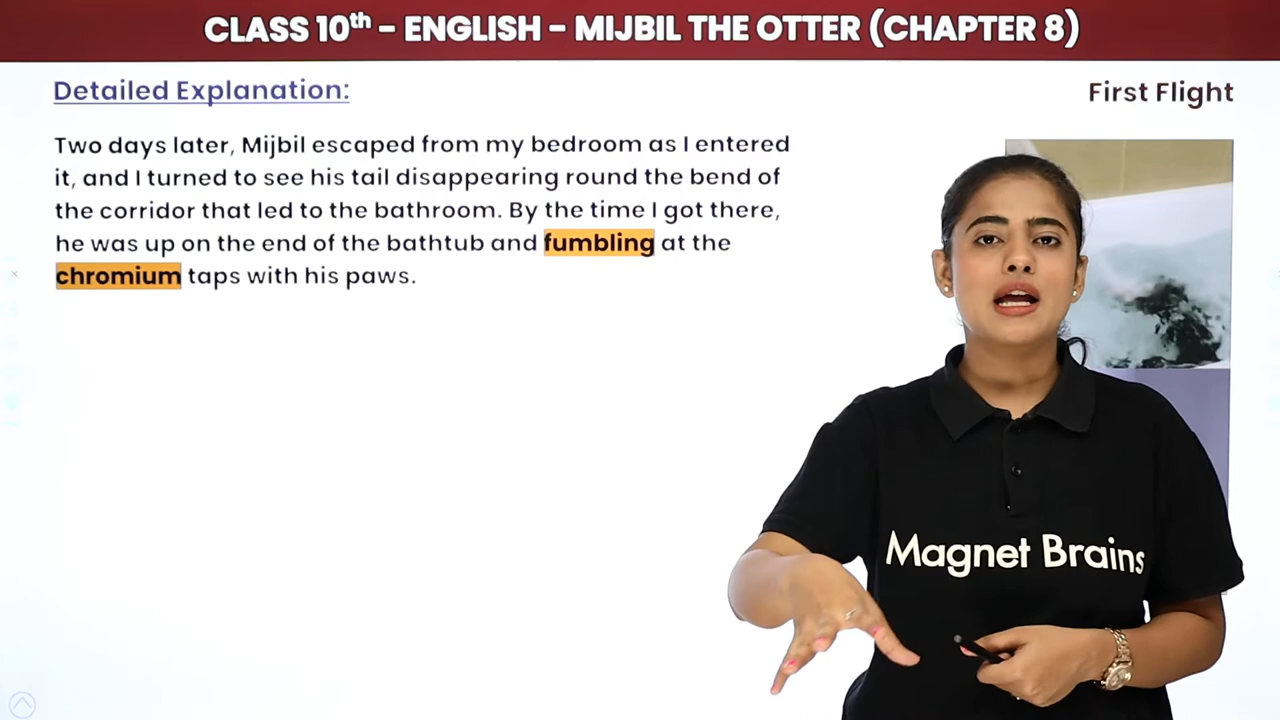 CLASS 10th - ENGLISH - MIJBIL THE OTTER (CHAPTER 8)
Detailed Explanation:
First Flight
Two days later, Mijbil escaped from my bedroom as I entered
it, and I turned to see his tail disappearing round the bend of
the corridor that led to the bathroom. By the time I got there,
he was up on the end of the bathtub and fumbling at the
chromium taps with his paws.
Magnet Brains